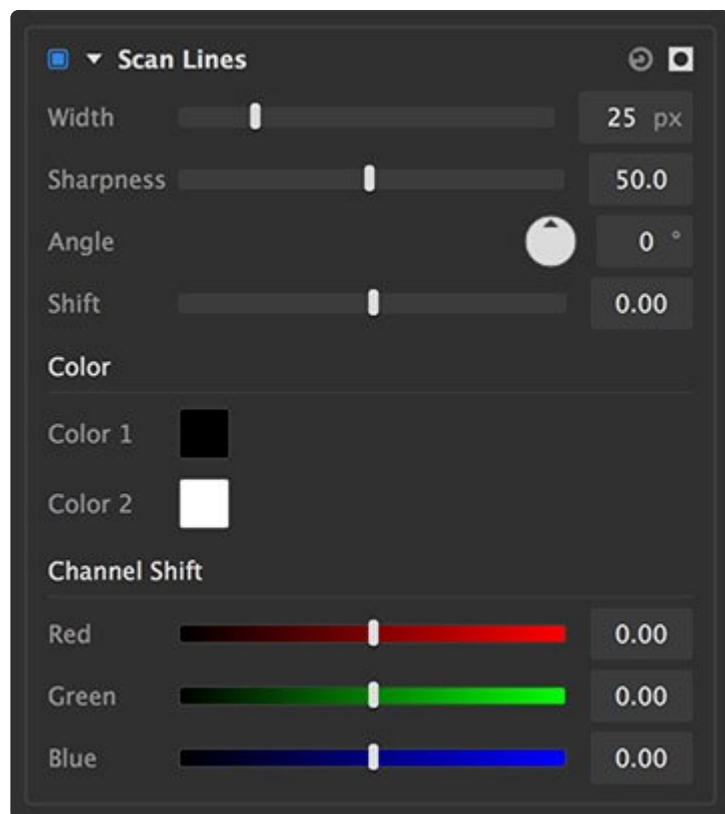 Scan Lines
Width 25 px
Sharpness 50.0
Angle 0 °
Shift 0.00
Color
Color 1
Color 2
Channel Shift
Red 0.00
Green 0.00
Blue 0.00